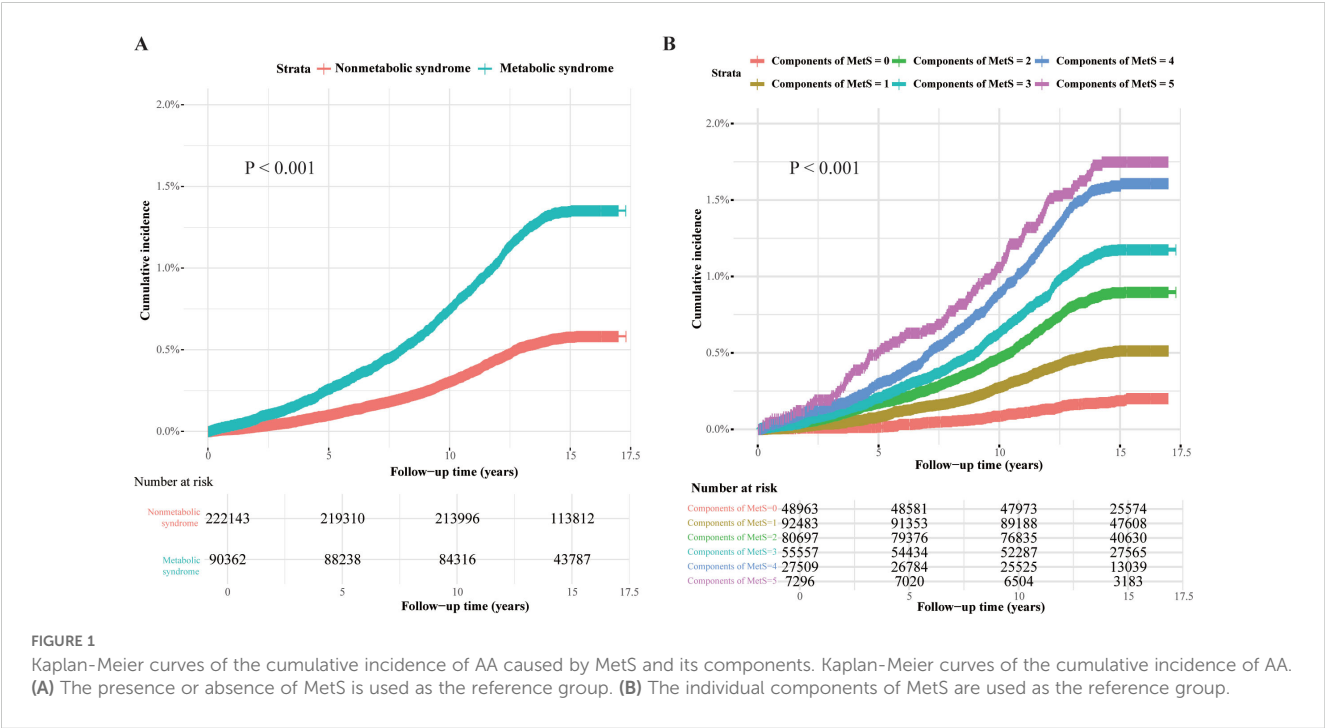 A
Strata Nonmetabolic syndrome Metabolic syndrome
2.0%
1.5%
1.0%
0.5%
0.0%
Cumulative incidence
P < 0.001
0 5 10 15 17.5
Follow−up time (years)
Number at risk
Nonmetabolic
syndrome
222143 219310 213996 113812
Metabolic
syndrome
90362 88238 84316 43787
0 5 10 15 17.5
Follow−up time (years)
B
Strata
Components of MetS = 0 Components of MetS = 2 Components of MetS = 4
Components of MetS = 1 Components of MetS = 3 Components of MetS = 5
2.0%
1.5%
1.0%
0.5%
0.0%
Cumulative incidence
P < 0.001
0 5 10 15 17.5
Follow−up time (years)
Number at risk
Components of MetS=0 48963 48581 47973 25574
Components of MetS=1 92483 91353 89188 47608
Components of MetS=2 80697 79376 76835 40630
Components of MetS=3 55557 54434 52287 27565
Components of MetS=4 27509 26784 25525 13039
Components of MetS=5 7296 7020 6504 3183
0 5 10 15 17.5
Follow−up time (years)
FIGURE 1
Kaplan-Meier curves of the cumulative incidence of AA caused by MetS and its components. Kaplan-Meier curves of the cumulative incidence of AA.
(A) The presence or absence of MetS is used as the reference group. (B) The individual components of MetS are used as the reference group.